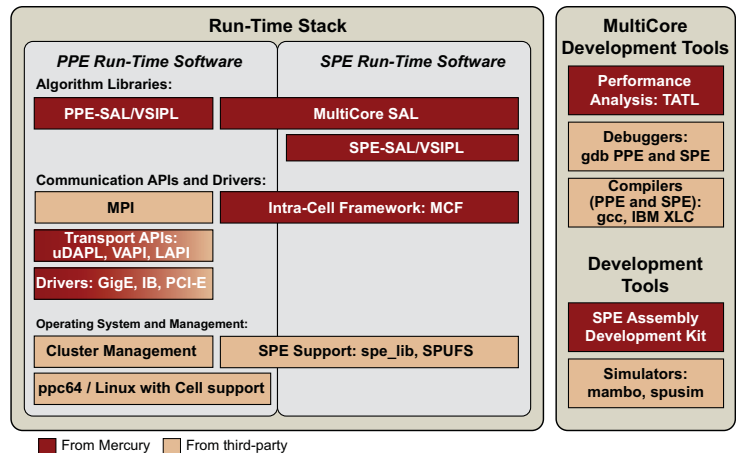 Run-Time Stack
PPE Run-Time Software
SPE Run-Time Software
Algorithm Libraries:
PPE-SAL/VSIPL
MultiCore SAL
SPE-SAL/VSIPL
Communication APIs and Drivers:
MPI
Intra-Cell Framework: MCF
Transport APIs:
uDAPL, VAPI, LAPI
Drivers: GigE, IB, PCI-E
Operating System and Management:
Cluster Management
SPE Support: spe_lib, SPUFS
ppc64 / Linux with Cell support
MultiCore
Development Tools
Performance
Analysis: TATL
Debuggers:
gdb PPE and SPE
Compilers
(PPE and SPE):
gcc, IBM XLC
Development
Tools
SPE Assembly
Development Kit
Simulators:
mambo, spusim
From Mercury
From third-party